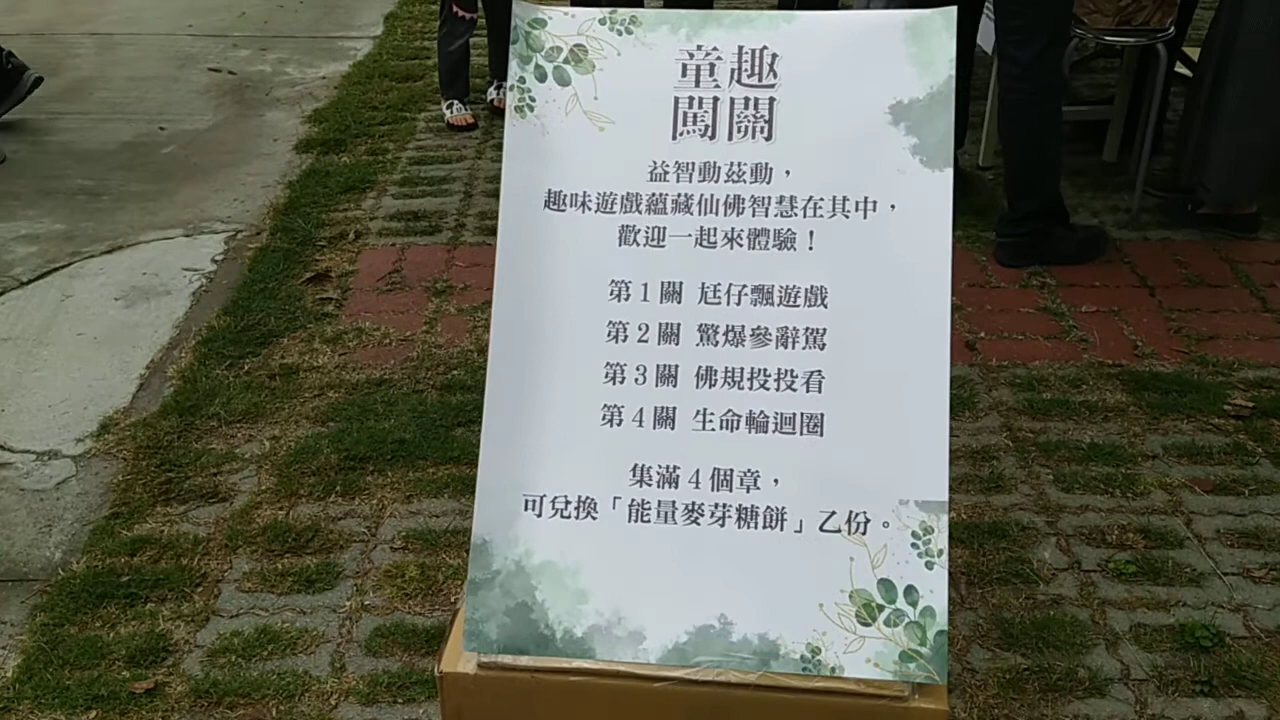 童趣
闖關
益智動茲動，
趣味遊戲蘊藏仙佛智慧在其中，
歡迎一起來體驗！
第1關 尪仔飄遊戲
第2關 驚爆參辭駕
第3關 佛規投投看
第4關 生命輪迴圈
集滿4個章，
可兌換「能量麥芽糖餅」乙份。